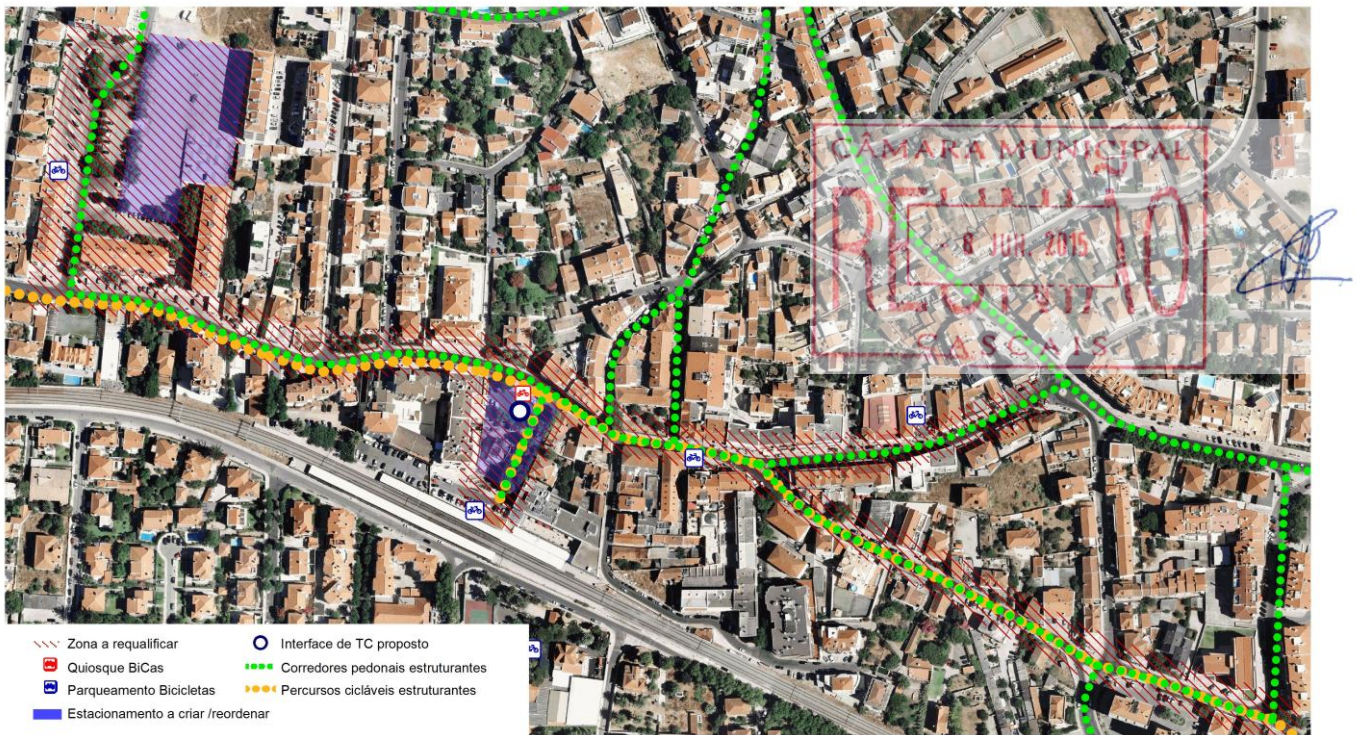 CÂMARA MUNICIPAL
8 JUN. 2015
CASCAIS
Zona a requalificar
Quiosque BiCas
Parqueamento Bicicletas
Estacionamento a criar /reordenar
Interface de TC proposto
Corredores pedonais estruturantes
Percursos cicláveis estruturantes